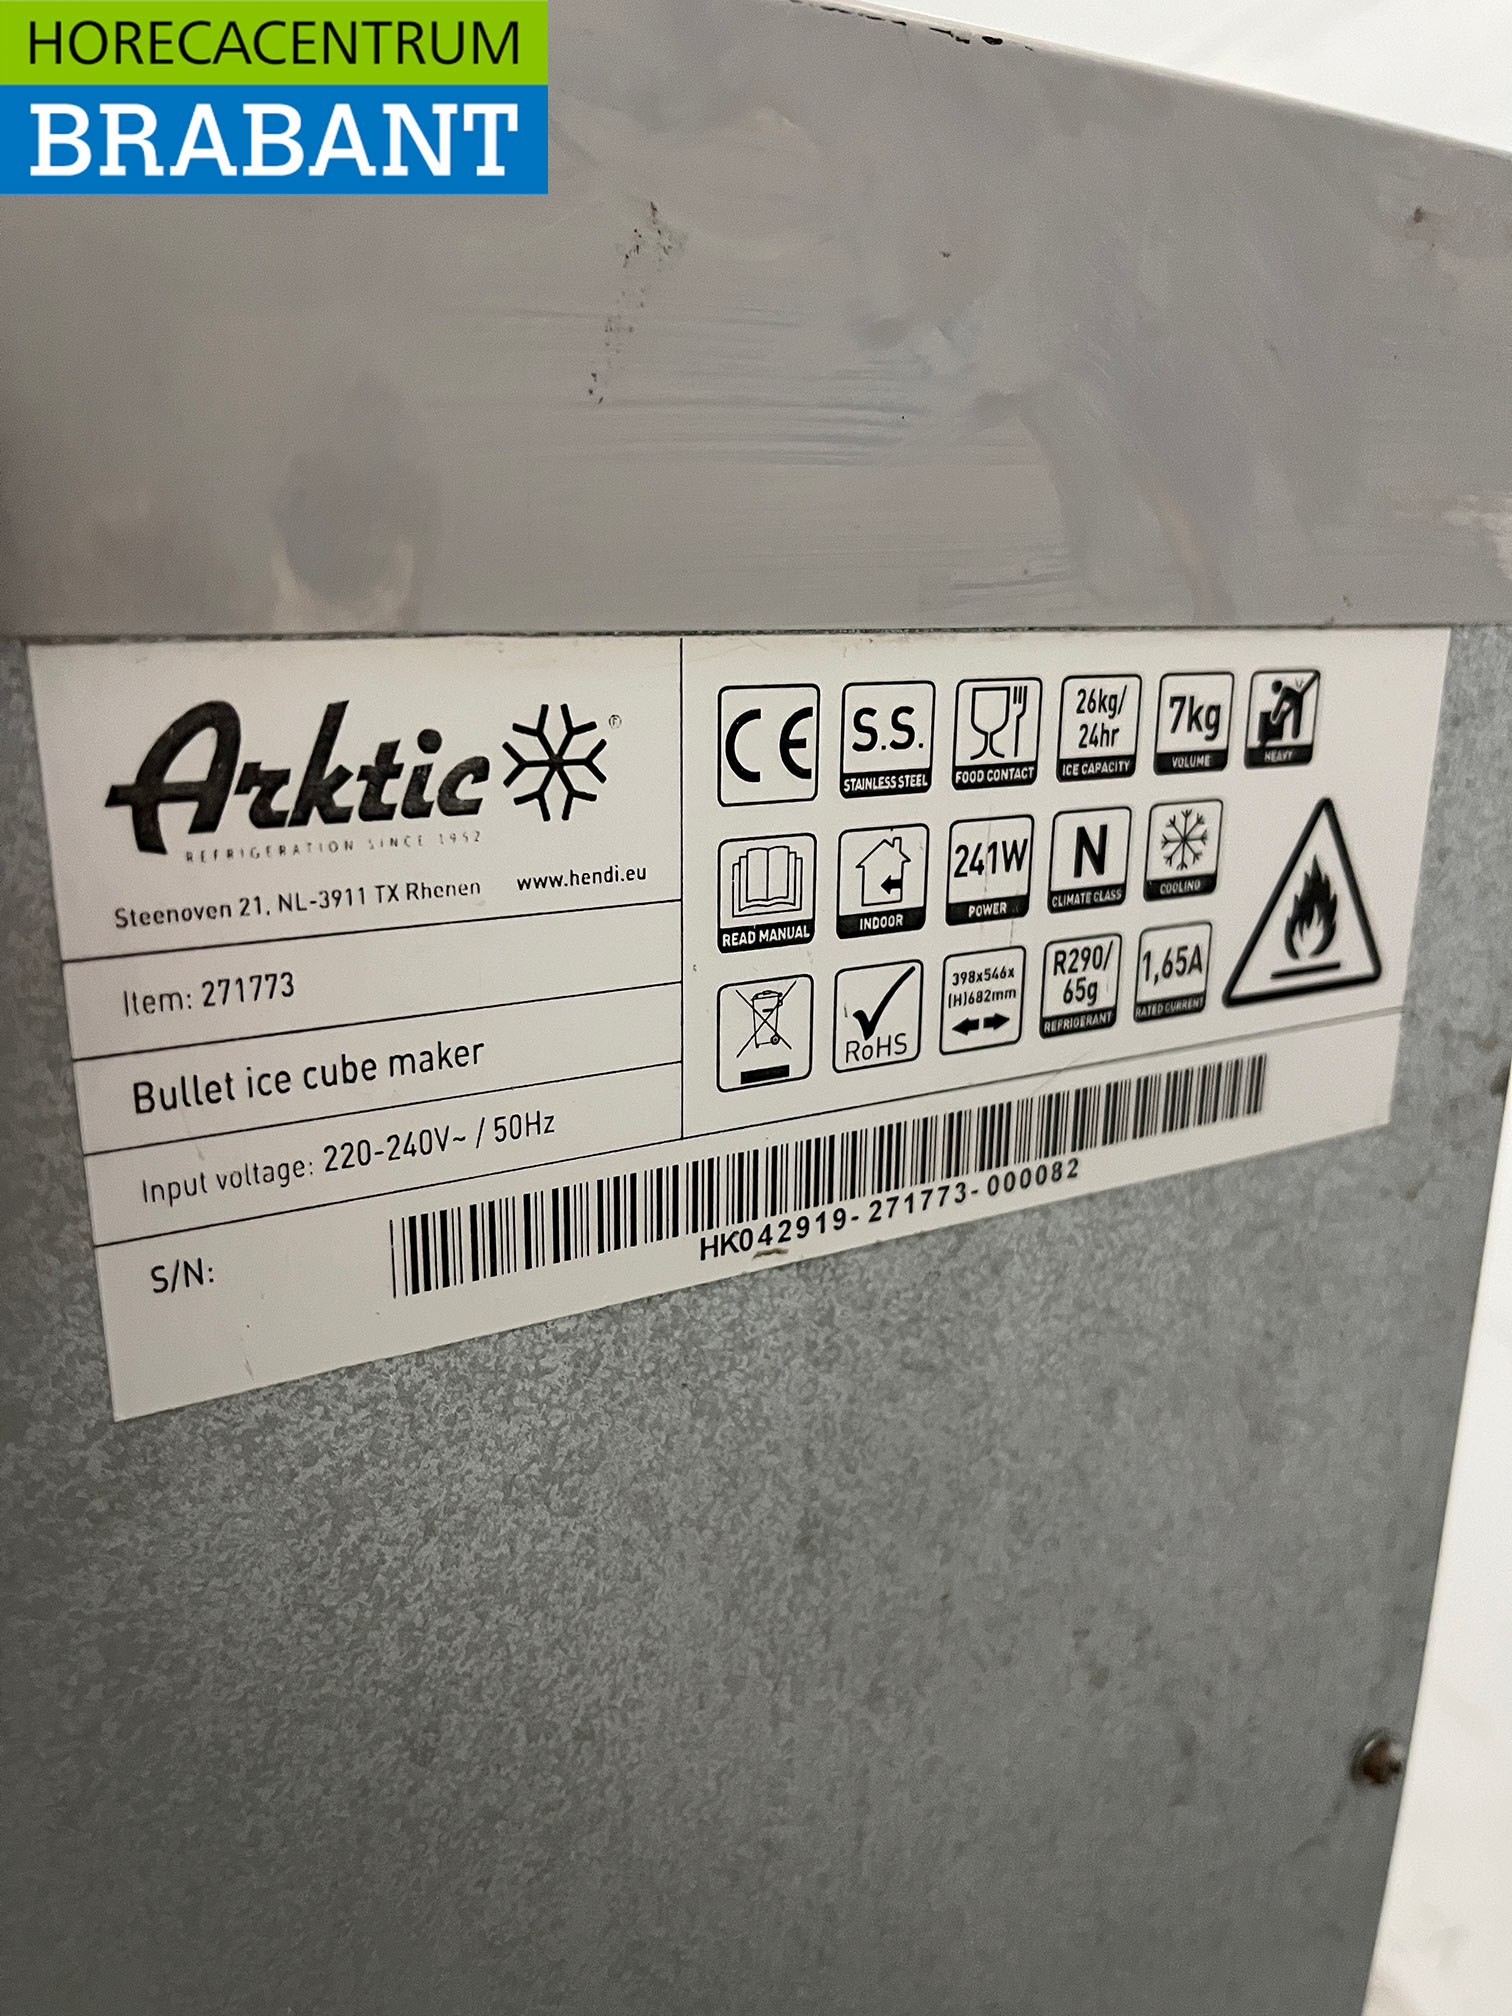 HORECACENTRUM
BRABANT
Arktic ®
REFRIGERATION SINCE 1952
Steenoven 21, NL-3911 TX Rhenen www.hendi.eu
Item: 271773
Bullet ice cube maker
Input voltage: 220-240V~ / 50Hz
S/N:
CE
S.S.
STAINLESS STEEL
FOOD CONTACT
26kg/
24hr
ICE CAPACITY
7kg
VOLUME
HEAVY
READ MANUAL
INDOOR
241W
POWER
N
CLIMATE CLASS
COOLING
RoHS
398x546x
(H)682mm
R290/
65g
REFRIGERANT
1,65A
RATED CURRENT
HK042919-271773-000082